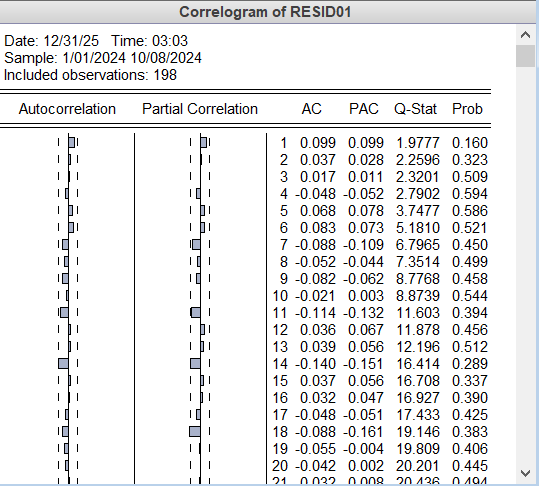 Correlogram of RESID01
Date: 12/31/25 Time: 03:03
Sample: 1/01/2024 10/08/2024
Included observations: 198
Autocorrelation Partial Correlation AC PAC Q-Stat Prob
1 0.099 0.099 1.9777 0.160
2 0.037 0.028 2.2596 0.323
3 0.017 0.011 2.3201 0.509
4 -0.048 -0.052 2.7902 0.594
5 0.068 0.078 3.7477 0.586
6 0.083 0.073 5.1810 0.521
7 -0.088 -0.109 6.7965 0.450
8 -0.052 -0.044 7.3514 0.499
9 -0.082 -0.062 8.7768 0.458
10 -0.021 0.003 8.8739 0.544
11 -0.114 -0.132 11.603 0.394
12 0.036 0.067 11.878 0.456
13 0.039 0.056 12.196 0.512
14 -0.140 -0.151 16.414 0.289
15 0.037 0.056 16.708 0.337
16 0.032 0.047 16.927 0.390
17 -0.048 -0.051 17.433 0.425
18 -0.088 -0.161 19.146 0.383
19 -0.055 -0.004 19.809 0.406
20 -0.042 0.002 20.201 0.445
21 0.032 0.008 20.436 0.494